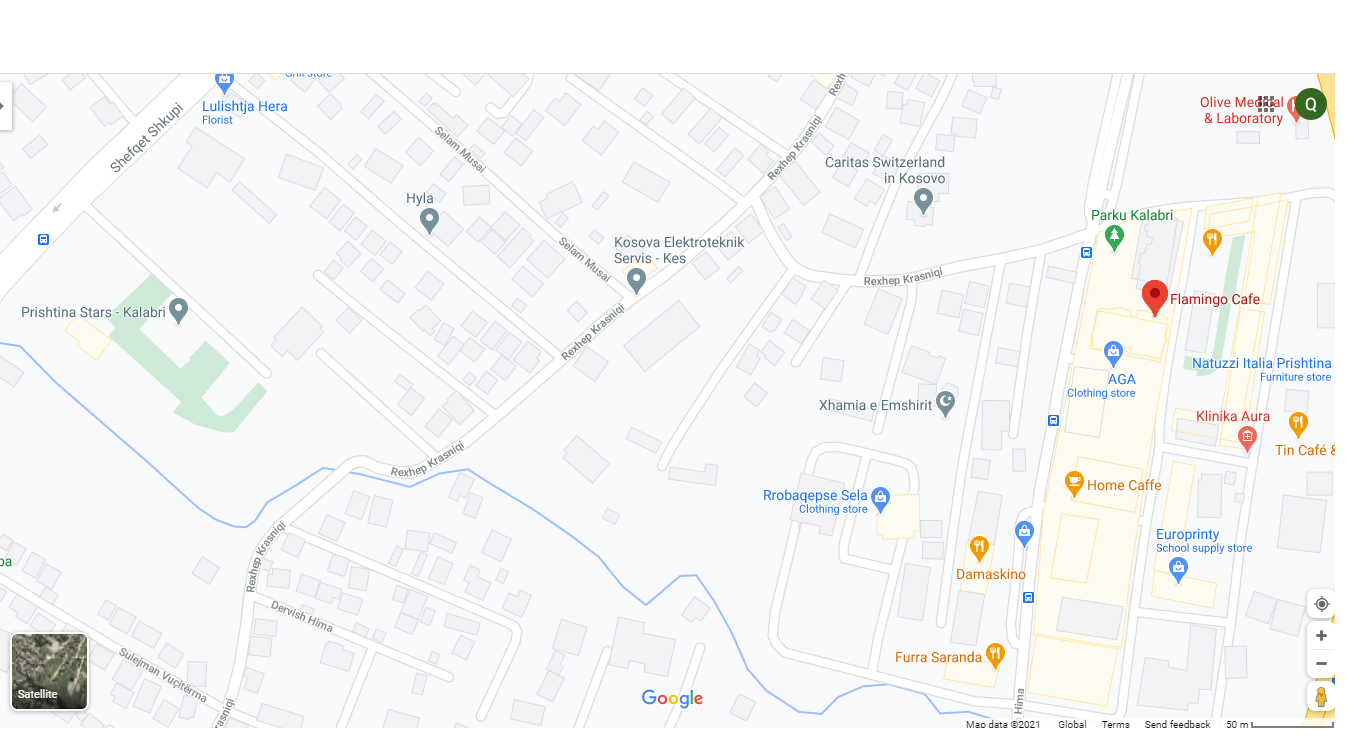 Lulishtja Hera
Florist
Shefqet Shkupi
Selam Musai
Rexhep Krasniqi
Rexhep Krasniqi
Olive Medical
& Laboratory
Q
Caritas Switzerland
in Kosovo
Hyla
Parku Kalabri
Kosova Elektroteknik
Servis - Kes
Selam Musai
Rexhep Krasniqi
Flamingo Cafe
Prishtina Stars - Kalabri
Rexhep Krasniqi
Natuzzi Italia Prishtina
Furniture store
AGA
Clothing store
Xhamia e Emshirit
Klinika Aura
Tin Café &
Rexhep Krasniqi
Home Caffe
Rrobaqepse Sela
Clothing store
Europrinty
School supply store
Rexhep Krasniqi
Damaskino
Dervish Hima
Sulejman Vuçitërma
Furra Saranda
Satellite
Google
Krasniqi
Hima
Map data ©2021 Global Terms Send feedback 50 m